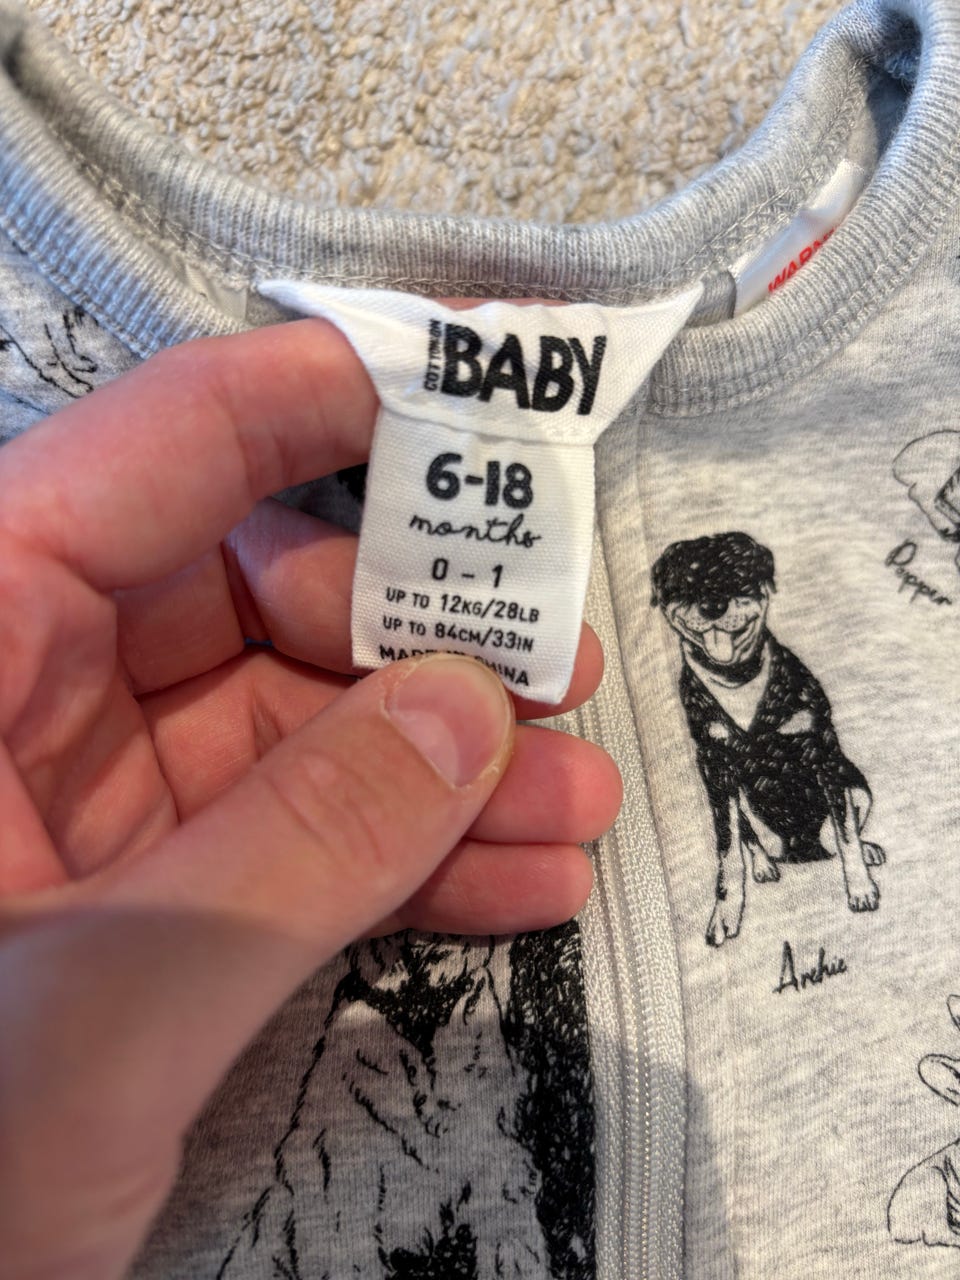 WARN
COTTON:ON
BABY
6-18
months
0 - 1
UP TO 12KG/28LB
UP TO 84CM/33IN
MADE IN CHINA
Pepper
Archie